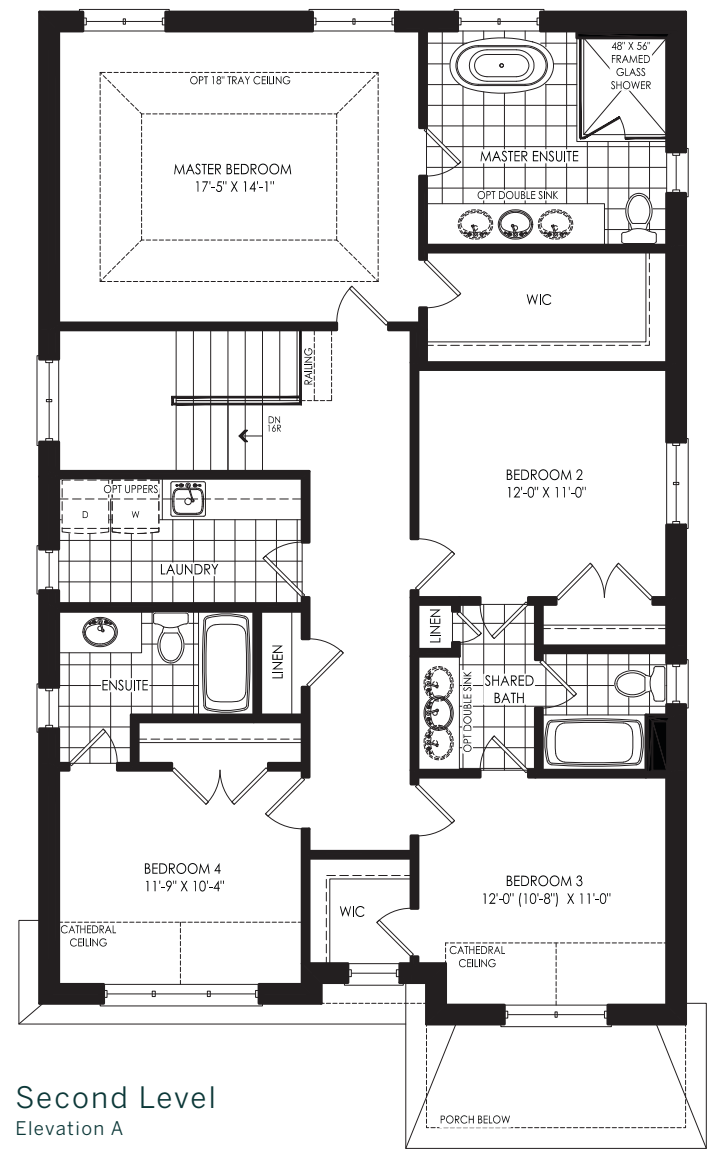 OPT 18" TRAY CEILING
MASTER BEDROOM
17'-5" X 14'-1"
48" X 56"
FRAMED
GLASS
SHOWER
MASTER ENSUITE
OPT DOUBLE SINK
WIC
RAILING
DN
16R
BEDROOM 2
12'-0" X 11'-0"
OPT UPPERS
D
W
LAUNDRY
LINEN
ENSUITE
LINEN
SHARED
BATH
OPT DOUBLE SINK
BEDROOM 4
11'-9" X 10'-4"
CATHEDRAL
CEILING
WIC
BEDROOM 3
12'-0" (10'-8") X 11'-0"
CATHEDRAL
CEILING
PORCH BELOW
Second Level
Elevation A